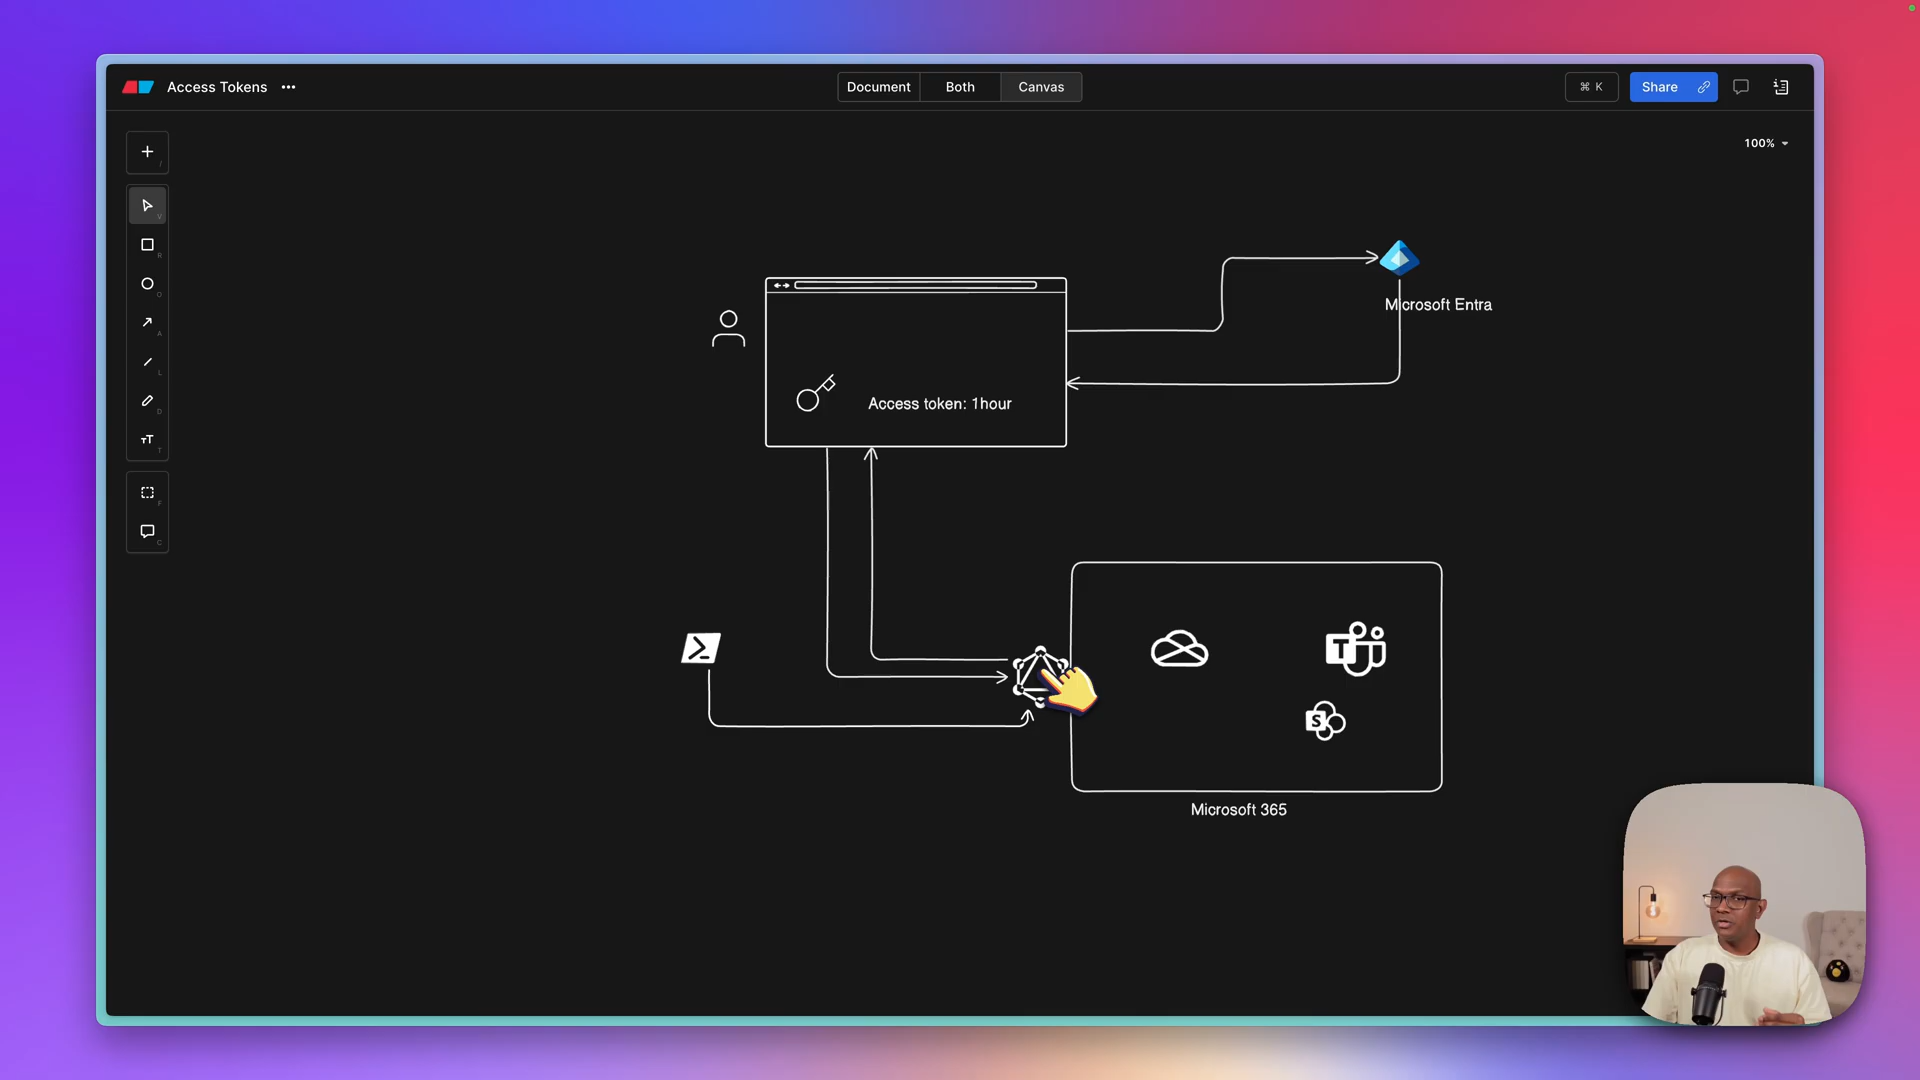 Access Tokens
Document
Both
Canvas
⌘ K
Share
100%
/
V
R
O
A
L
D
T
F
C
Microsoft Entra
Access token: 1hour
T
S
Microsoft 365